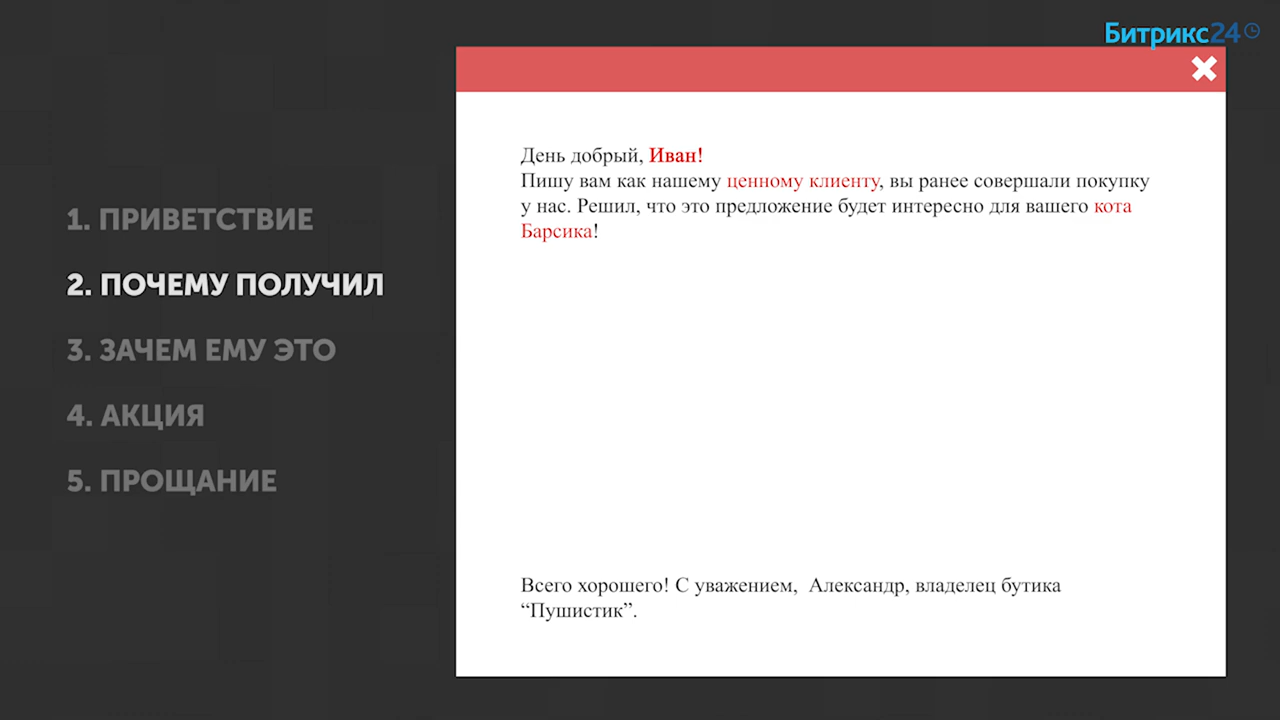 Битрикс24
1. ПРИВЕТСТВИЕ
2. ПОЧЕМУ ПОЛУЧИЛ
3. ЗАЧЕМ ЕМУ ЭТО
4. АКЦИЯ
5. ПРОЩАНИЕ
День добрый, Иван!
Пишу вам как нашему ценному клиенту, вы ранее совершали покупку
у нас. Решил, что это предложение будет интересно для вашего кота
Барсика!
Всего хорошего! С уважением,  Александр, владелец бутика
“Пушистик”.